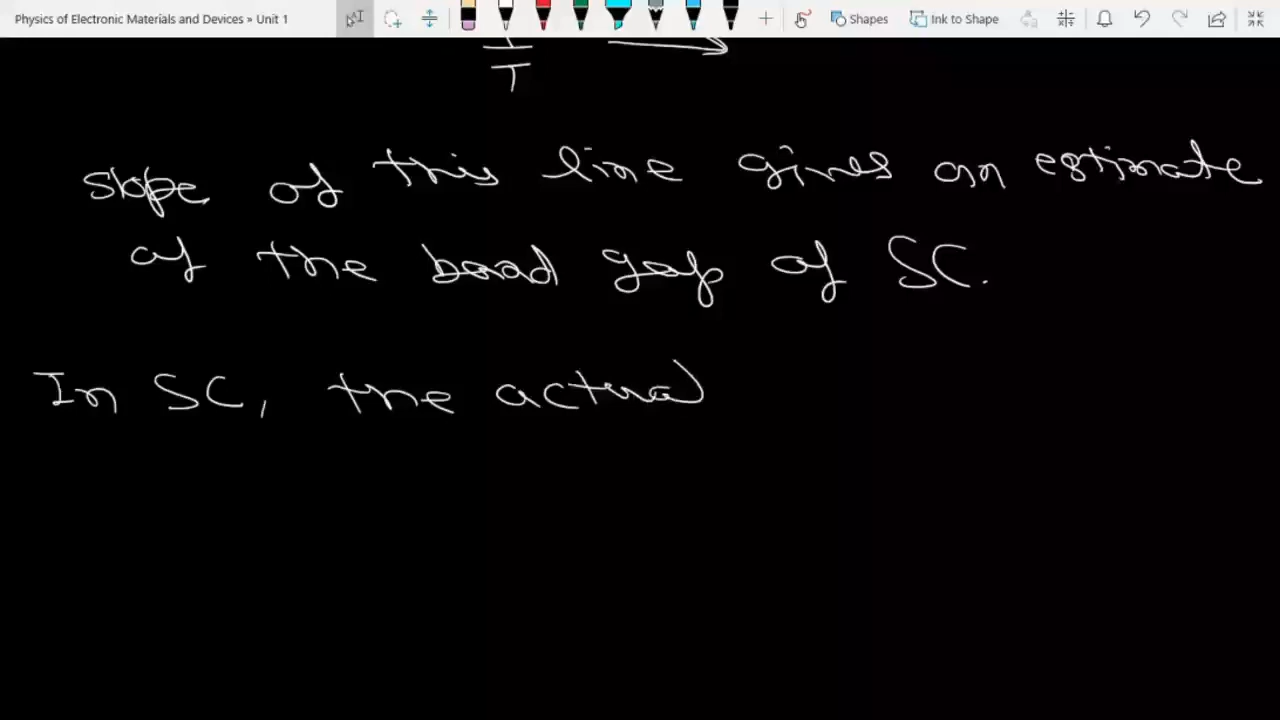 Physics of Electronic Materials and Devices » Unit 1
Shapes
Ink to Shape
1
T
slope of this line gives an estimate
of the band gap of SC.
In SC, the actual